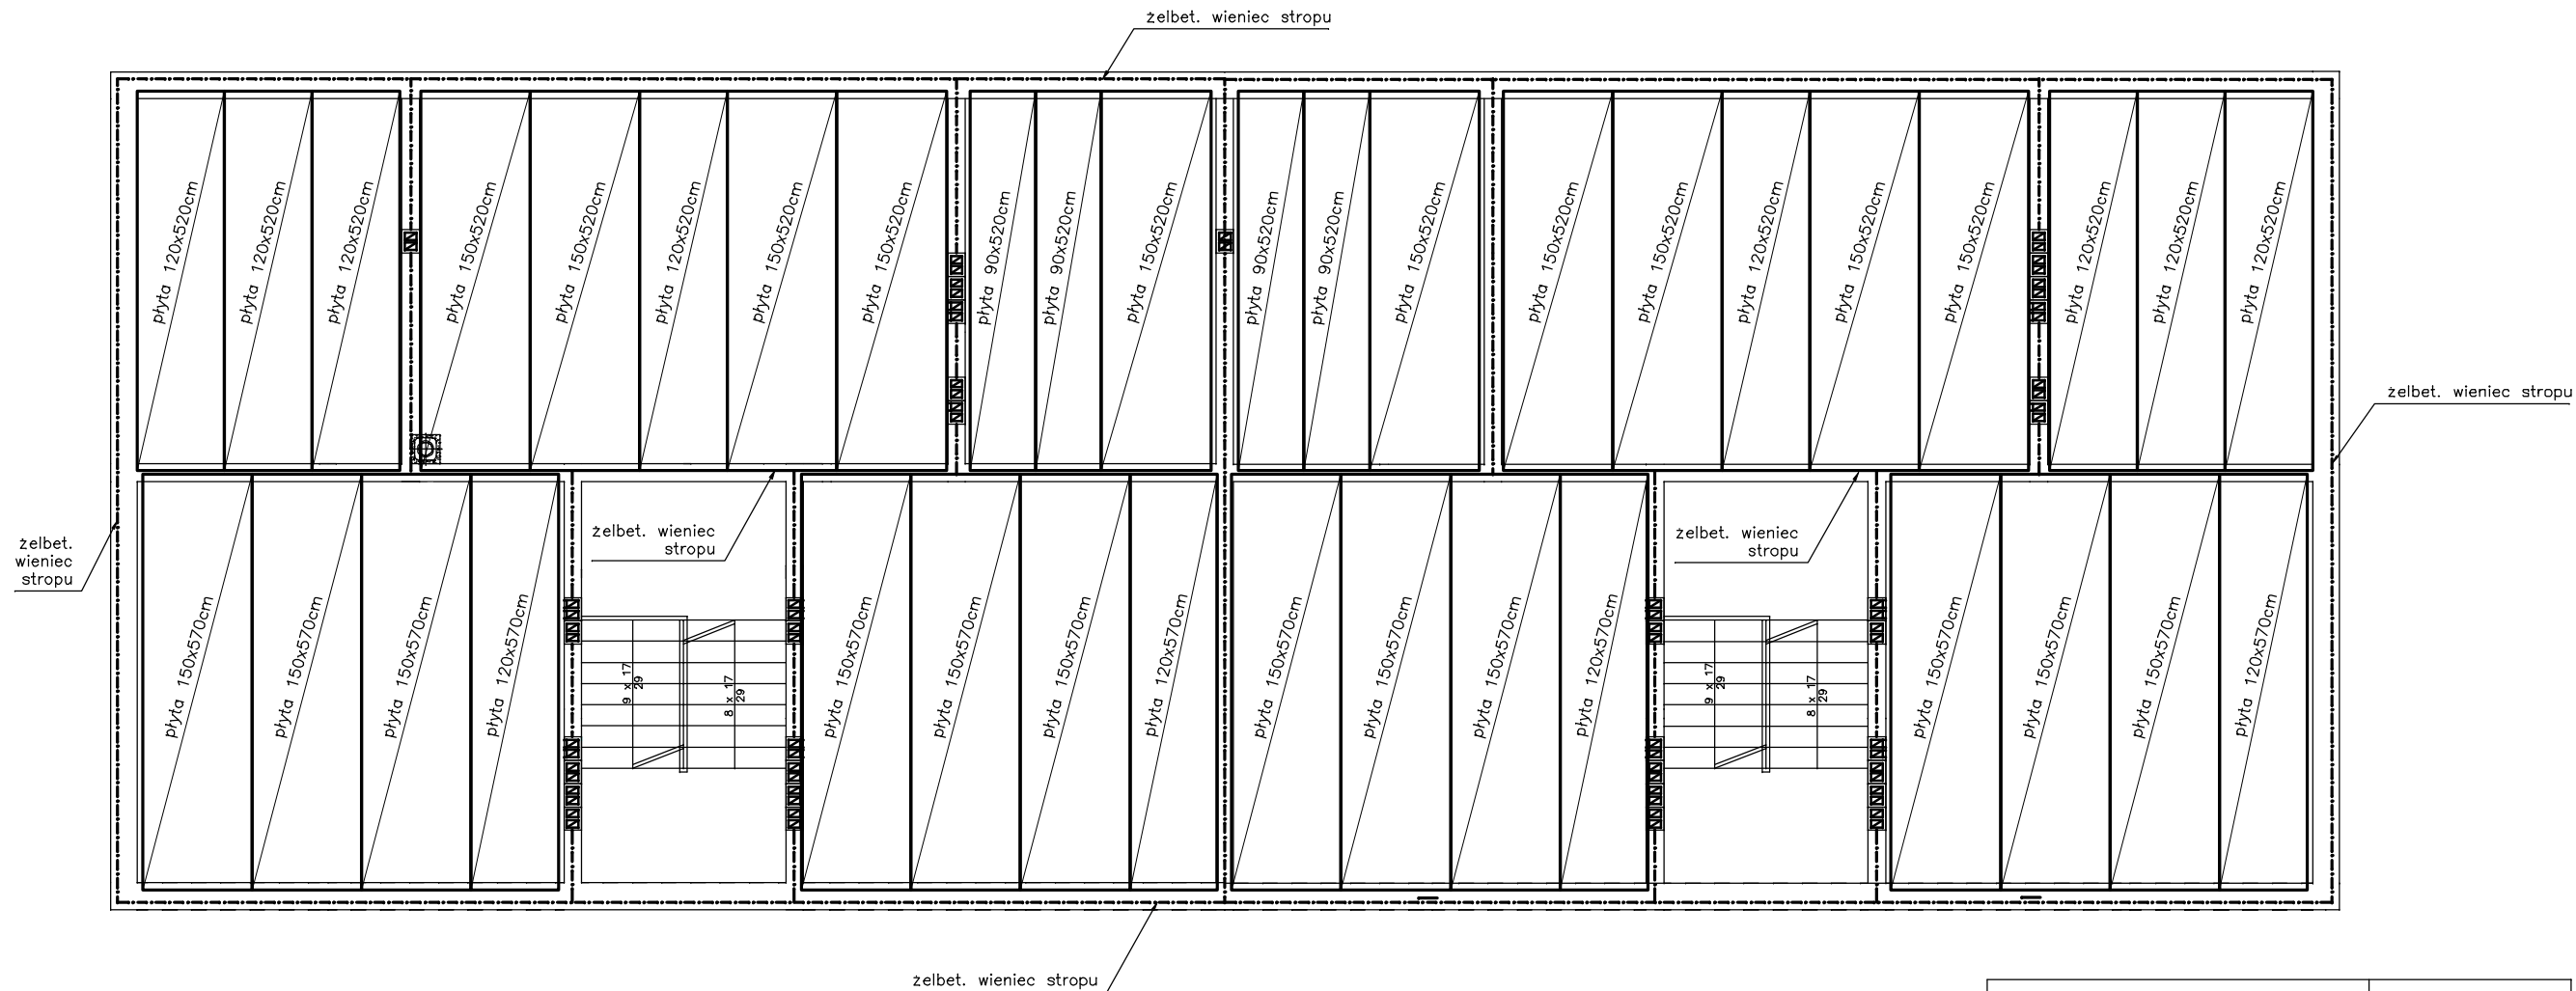 żelbet. wieniec stropu
płyta 120x520cm
płyta 120x520cm
płyta 120x520cm
płyta 150x520cm
płyta 150x520cm
płyta 120x520cm
płyta 150x520cm
płyta 150x520cm
płyta 90x520cm
płyta 90x520cm
płyta 150x520cm
płyta 90x520cm
płyta 90x520cm
płyta 150x520cm
płyta 150x520cm
płyta 150x520cm
płyta 120x520cm
płyta 150x520cm
płyta 150x520cm
płyta 120x520cm
płyta 120x520cm
płyta 120x520cm
żelbet. wieniec stropu
żelbet.
wieniec
stropu
żelbet. wieniec
stropu
żelbet. wieniec
stropu
płyta 150x570cm
płyta 150x570cm
płyta 150x570cm
płyta 120x570cm
9 x 17
29
8 x 17
29
płyta 150x570cm
płyta 150x570cm
płyta 150x570cm
płyta 120x570cm
płyta 150x570cm
płyta 150x570cm
płyta 150x570cm
płyta 120x570cm
9 x 17
29
8 x 17
29
płyta 150x570cm
płyta 150x570cm
płyta 150x570cm
płyta 120x570cm
żelbet. wieniec stropu